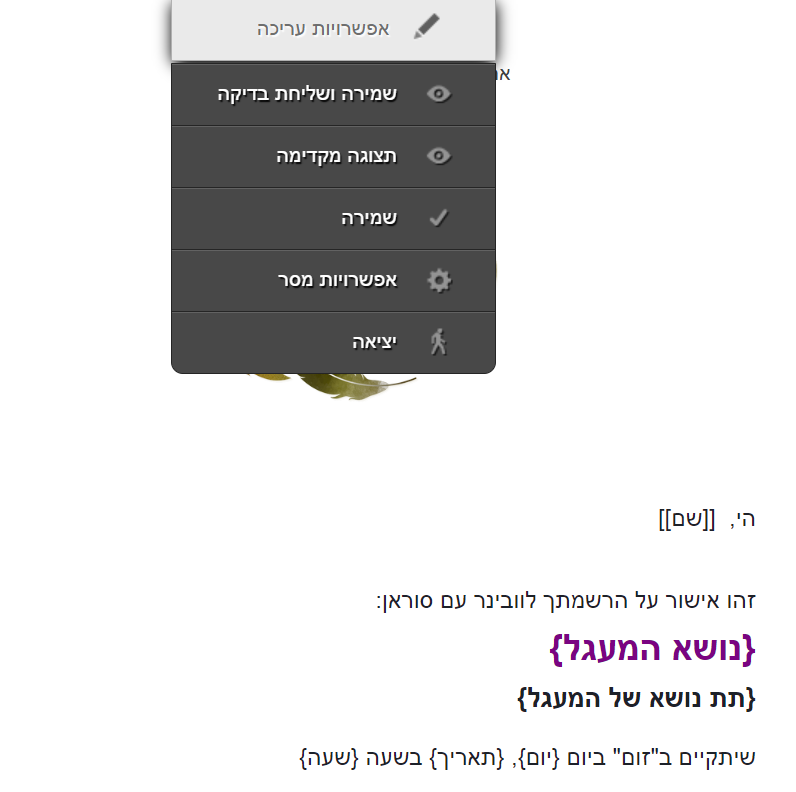 אפשרויות עריכה
שמירה ושליחת בדיקה
תצוגה מקדימה
שמירה
אפשרויות מסר
יציאה
הי, [[שם]]
זהו אישור על הרשמתך לוובינר עם סוראן:
{נושא המעגל}
{תת נושא של המעגל}
שיתקיים ב"זום" ביום {יום}, {תאריך} בשעה {שעה}